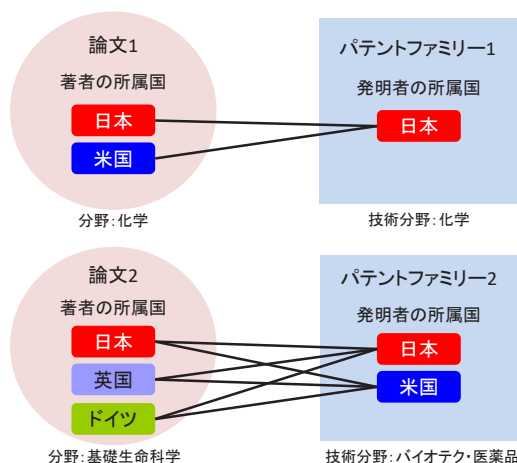 論文1
著者の所属国
日本
米国
分野：化学
パテントファミリー1
発明者の所属国
日本
技術分野：化学
論文2
著者の所属国
日本
英国
ドイツ
分野：基礎生命科学
パテントファミリー2
発明者の所属国
日本
米国
技術分野：バイオテク・医薬品